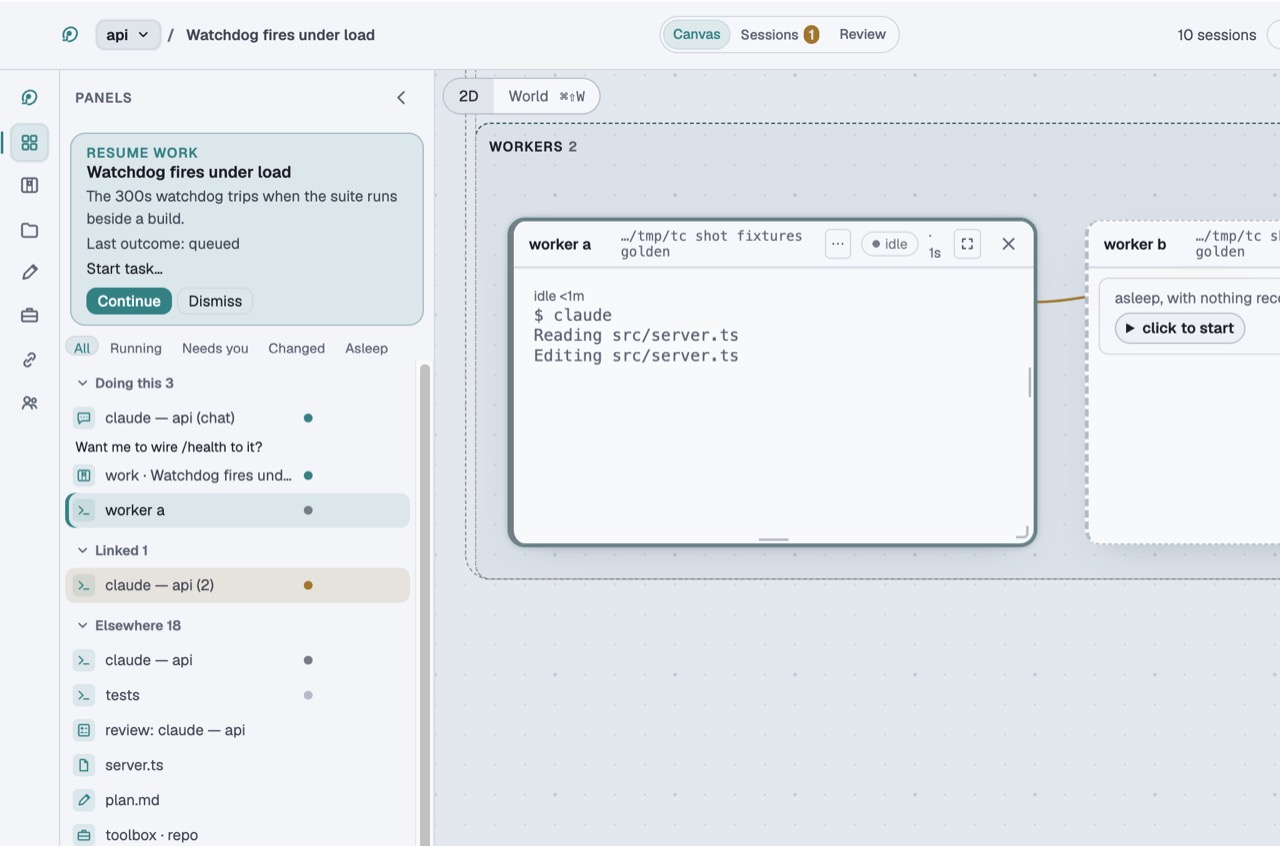 api / Watchdog fires under load
Canvas Sessions 1 Review
10 sessions
PANELS
2D World ⌘⇧W
RESUME WORK
Watchdog fires under load
The 300s watchdog trips when the suite runs
beside a build.
Last outcome: queued
Start task…
Continue Dismiss
All Running Needs you Changed Asleep
Doing this 3
claude — api (chat)
Want me to wire /health to it?
work · Watchdog fires und…
worker a
Linked 1
claude — api (2)
Elsewhere 18
claude — api
tests
review: claude — api
server.ts
plan.md
toolbox · repo
WORKERS 2
worker a
…/tmp/tc shot fixtures
golden
… idle · 1s
idle <1m
$ claude
Reading src/server.ts
Editing src/server.ts
worker b
…/tmp/tc s
golden
asleep, with nothing rec
click to start